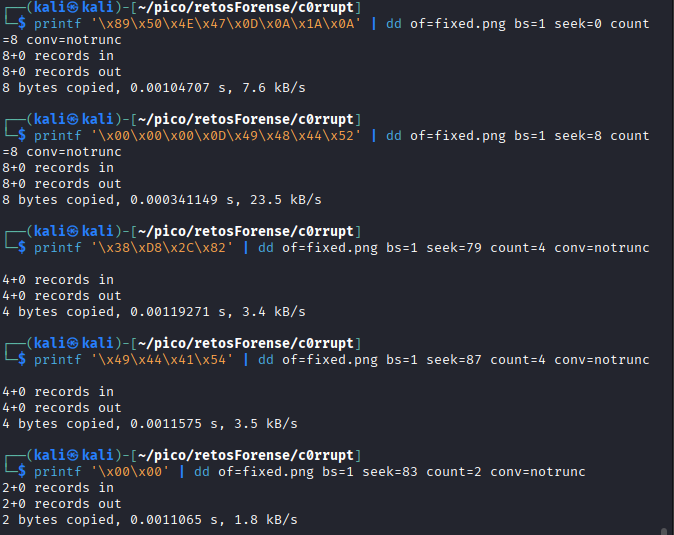 ┌──(kali㉿kali)-[~/pico/retosForense/c0rrupt]
└─$ printf '\x89\x50\x4E\x47\x0D\x0A\x1A\x0A' | dd of=fixed.png bs=1 seek=0 count
=8 conv=notrunc
8+0 records in
8+0 records out
8 bytes copied, 0.00104707 s, 7.6 kB/s
┌──(kali㉿kali)-[~/pico/retosForense/c0rrupt]
└─$ printf '\x00\x00\x00\x0D\x49\x48\x44\x52' | dd of=fixed.png bs=1 seek=8 count
=8 conv=notrunc
8+0 records in
8+0 records out
8 bytes copied, 0.000341149 s, 23.5 kB/s
┌──(kali㉿kali)-[~/pico/retosForense/c0rrupt]
└─$ printf '\x38\xD8\x2C\x82' | dd of=fixed.png bs=1 seek=79 count=4 conv=notrunc
4+0 records in
4+0 records out
4 bytes copied, 0.00119271 s, 3.4 kB/s
┌──(kali㉿kali)-[~/pico/retosForense/c0rrupt]
└─$ printf '\x49\x44\x41\x54' | dd of=fixed.png bs=1 seek=87 count=4 conv=notrunc
4+0 records in
4+0 records out
4 bytes copied, 0.0011575 s, 3.5 kB/s
┌──(kali㉿kali)-[~/pico/retosForense/c0rrupt]
└─$ printf '\x00\x00' | dd of=fixed.png bs=1 seek=83 count=2 conv=notrunc
2+0 records in
2+0 records out
2 bytes copied, 0.0011065 s, 1.8 kB/s